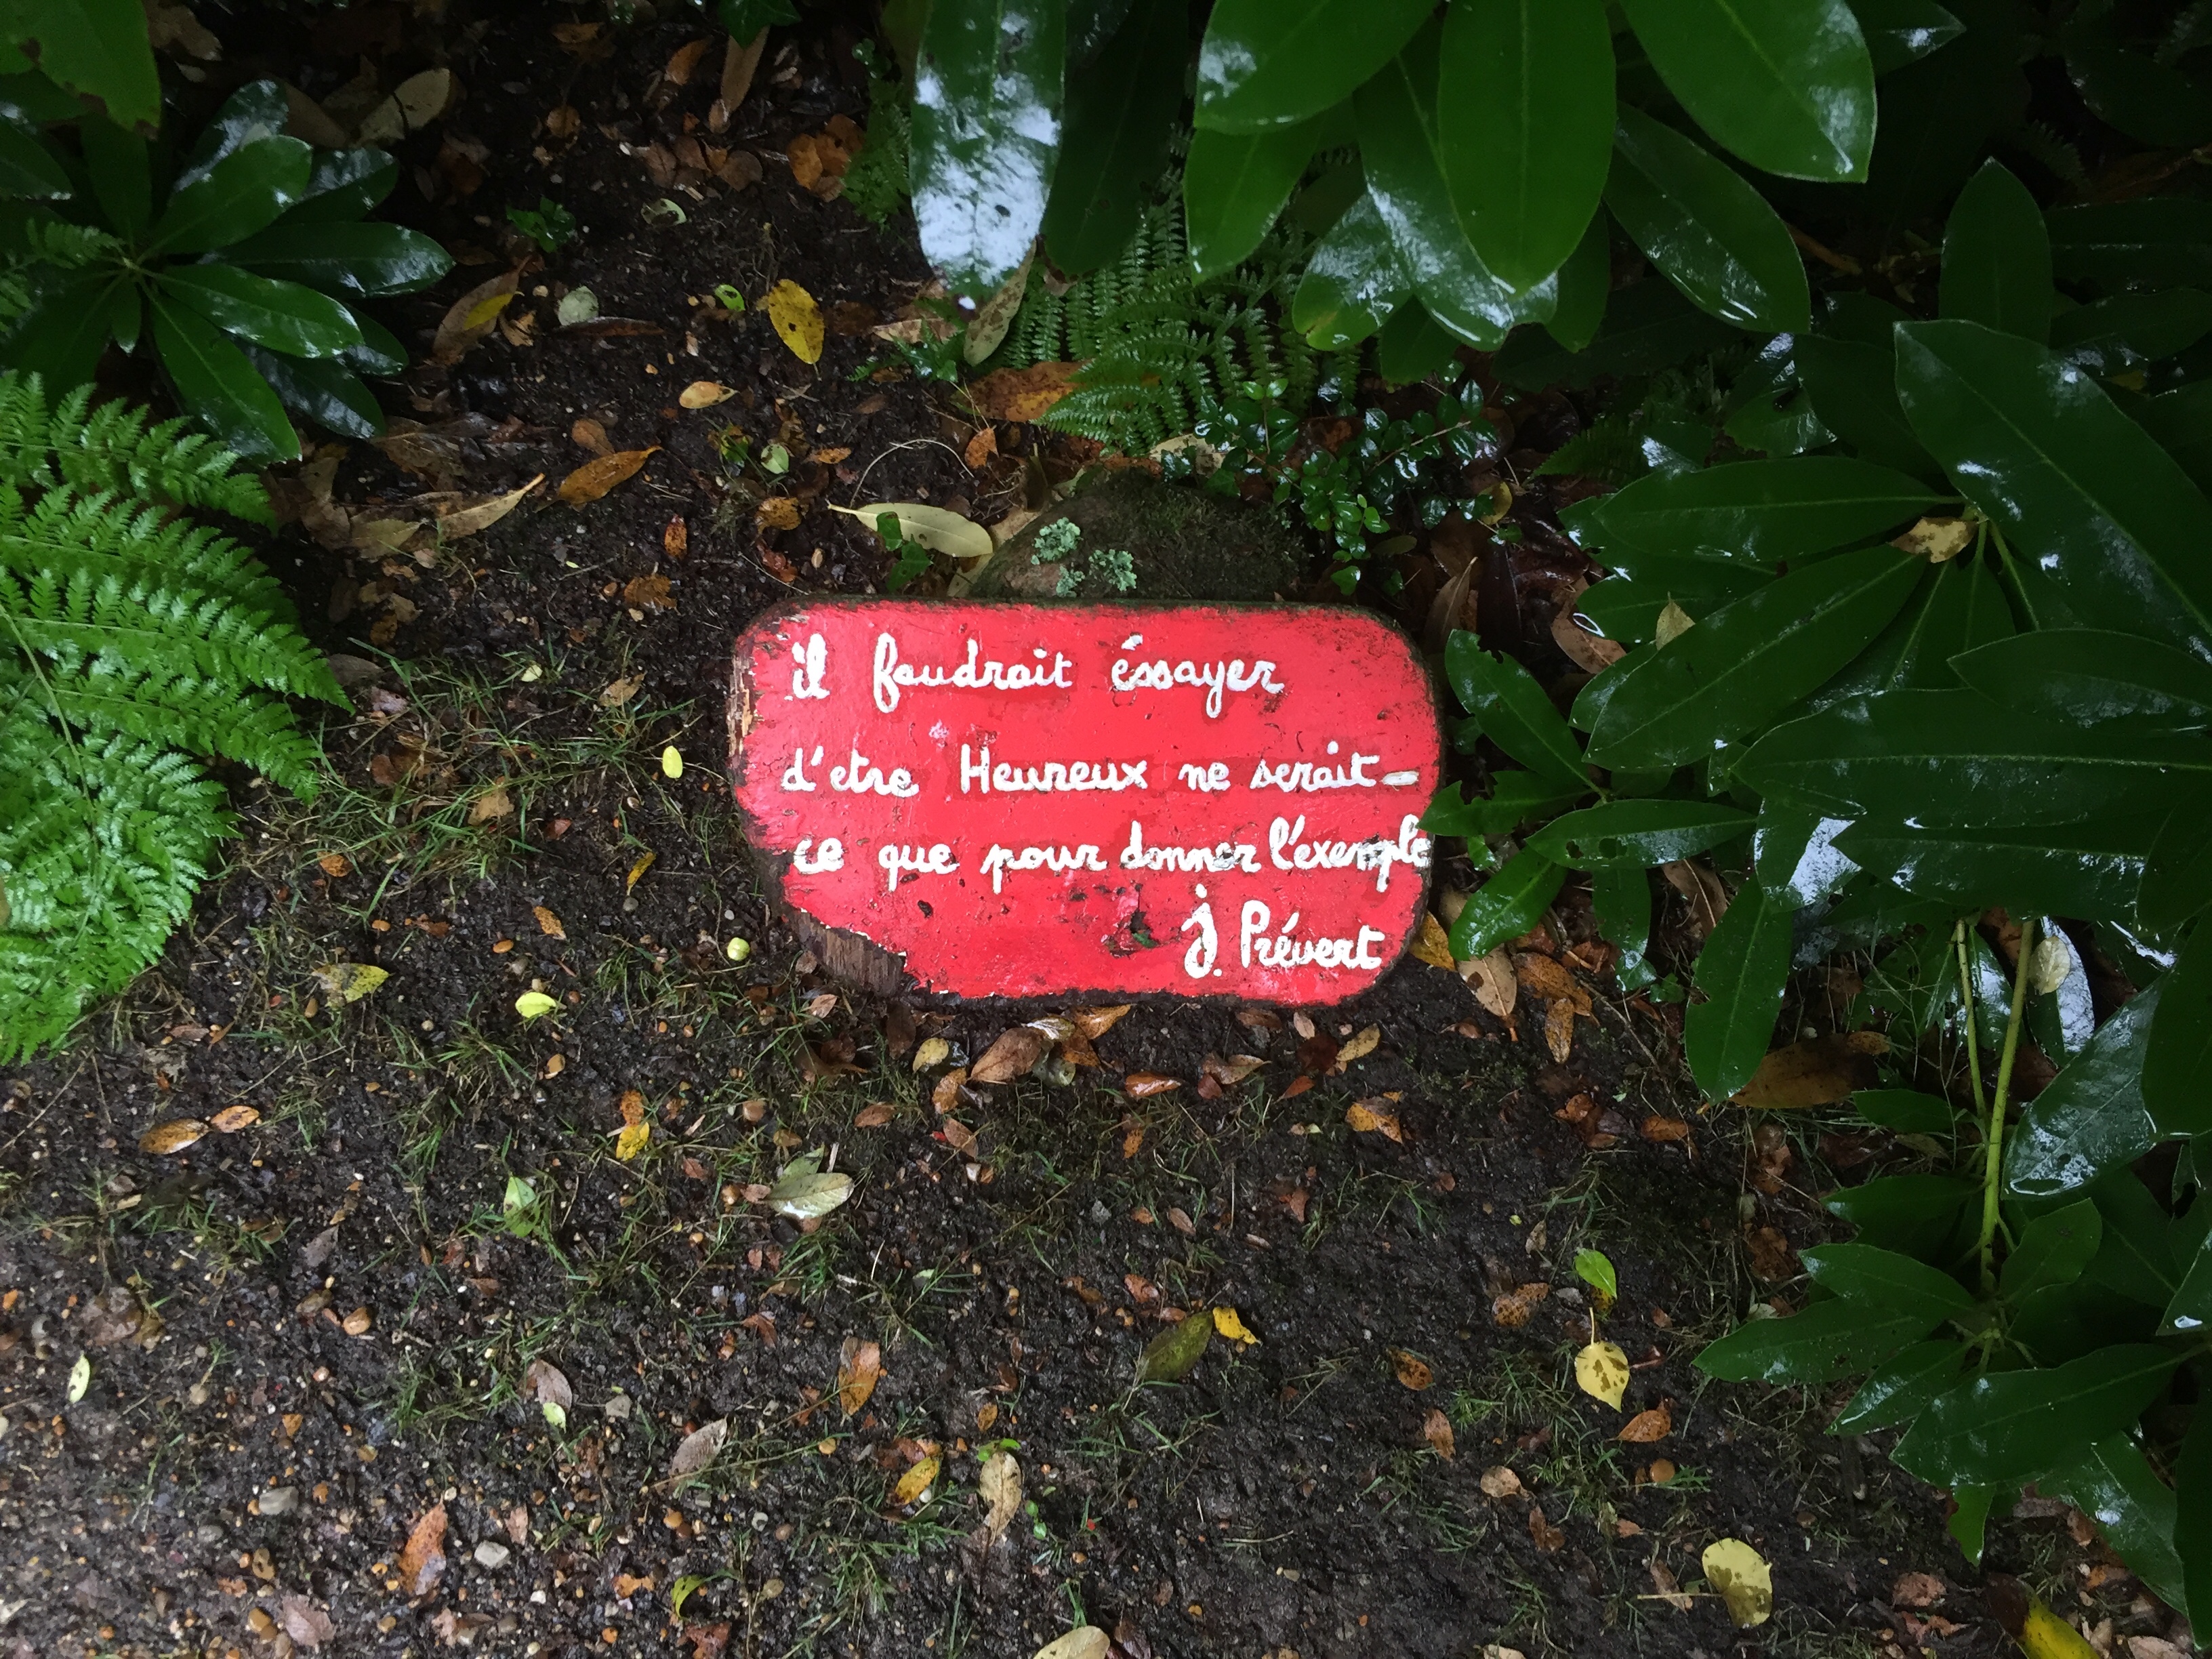 il faudrait éssayer
d'etre Heureux ne serait-
ce que pour donner l'exemple
J. Prévert